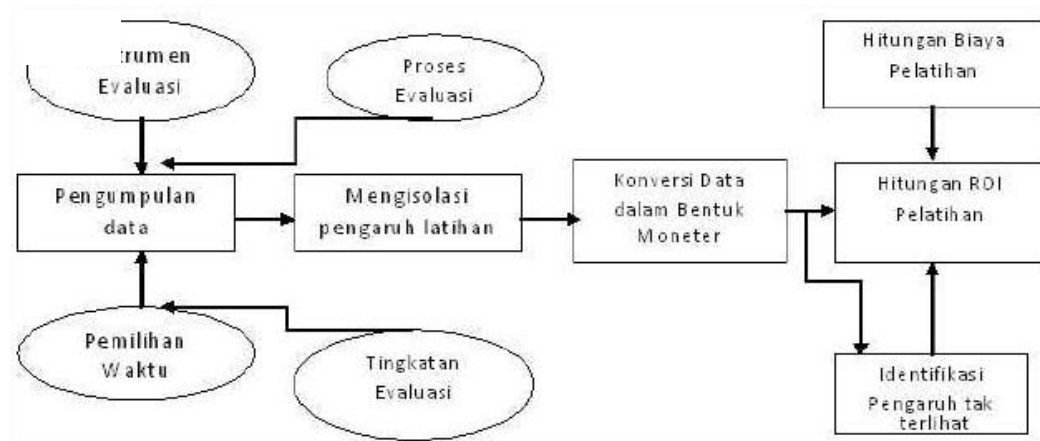 trumen
Evaluasi
Proses
Evaluasi
Hitungan Biaya
Pelatihan
Pengumpulan
data
Mengisolasi
pengaruh latihan
Konversi Data
dalam Bentuk
Moneter
Hitungan ROI
Pelatihan
Pemilihan
Waktu
Tingkatan
Evaluasi
Identifikasi
Pengaruh tak
terlihat